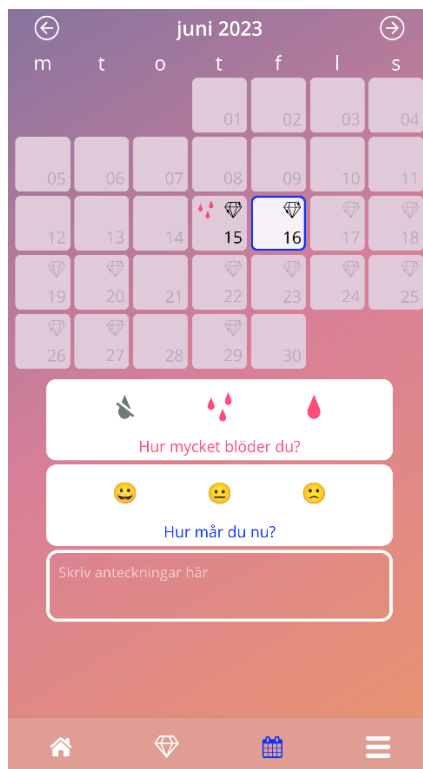 juni 2023
m t o t f l s
01 02 03 04
05 06 07 08 09 10 11
12 13 14 15 16 17 18
19 20 21 22 23 24 25
26 27 28 29 30
Hur mycket blöder du?
Hur mår du nu?
Skriv anteckningar här